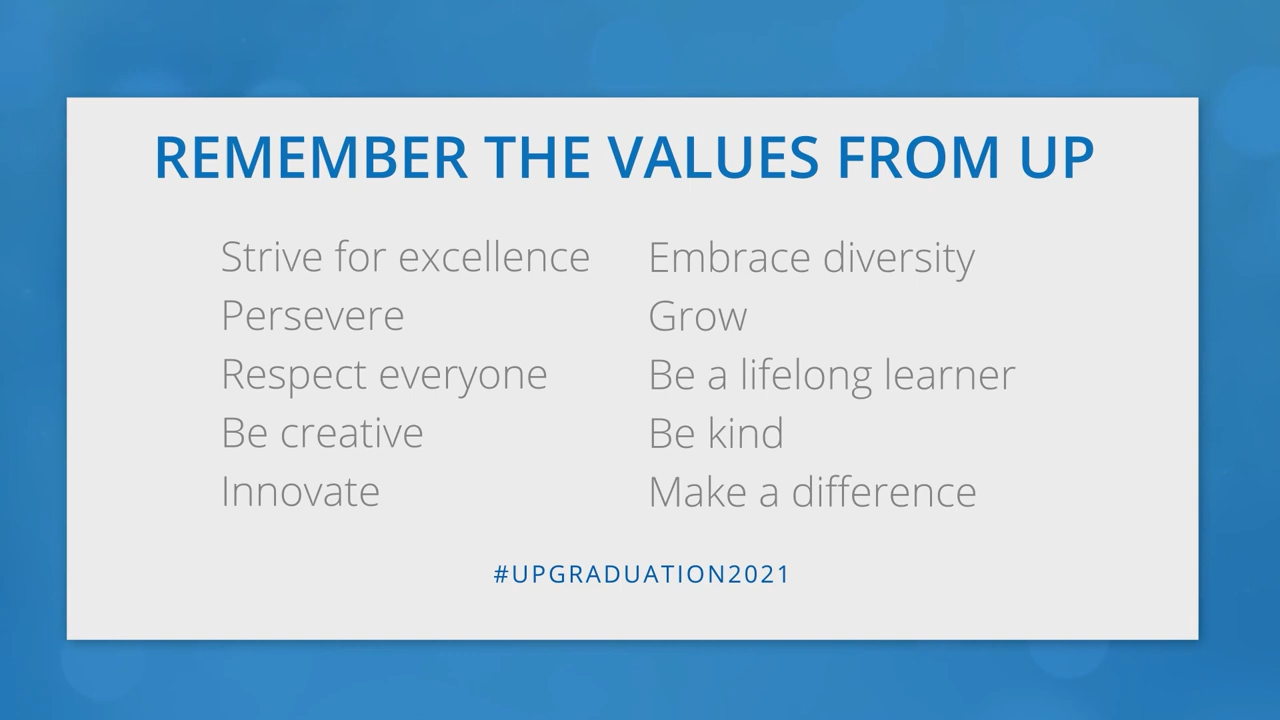 REMEMBER THE VALUES FROM UP
Strive for excellence
Persevere
Respect everyone
Be creative
Innovate
Embrace diversity
Grow
Be a lifelong learner
Be kind
Make a difference
#UPGRADUATION2021